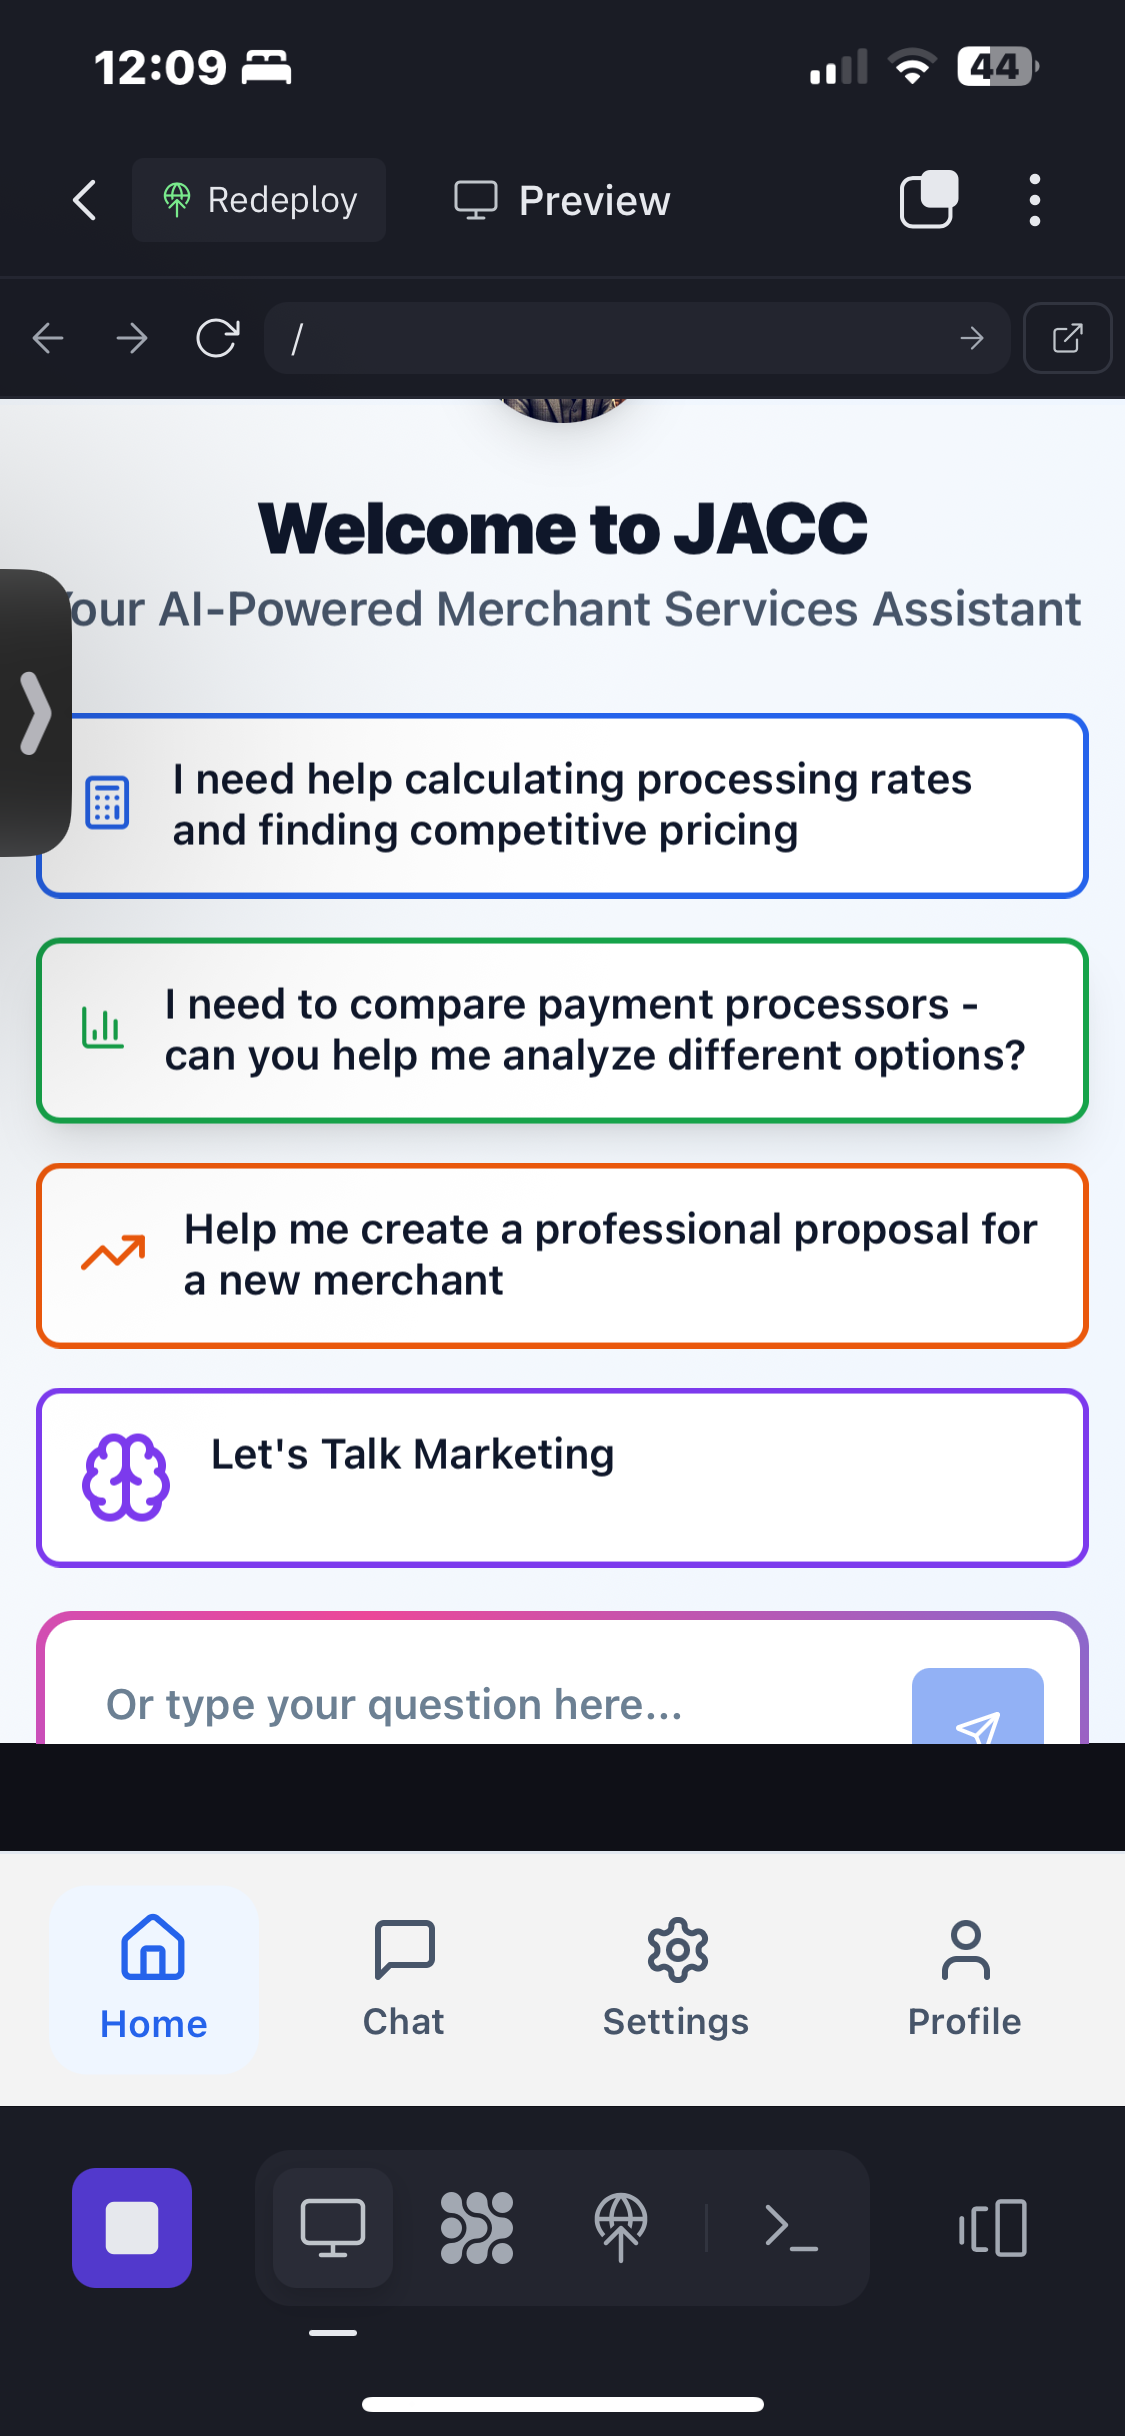 12:09
44
Redeploy
Preview
/
Welcome to JACC
Your AI-Powered Merchant Services Assistant
I need help calculating processing rates
and finding competitive pricing
I need to compare payment processors -
can you help me analyze different options?
Help me create a professional proposal for
a new merchant
Let's Talk Marketing
Or type your question here...
Home
Chat
Settings
Profile